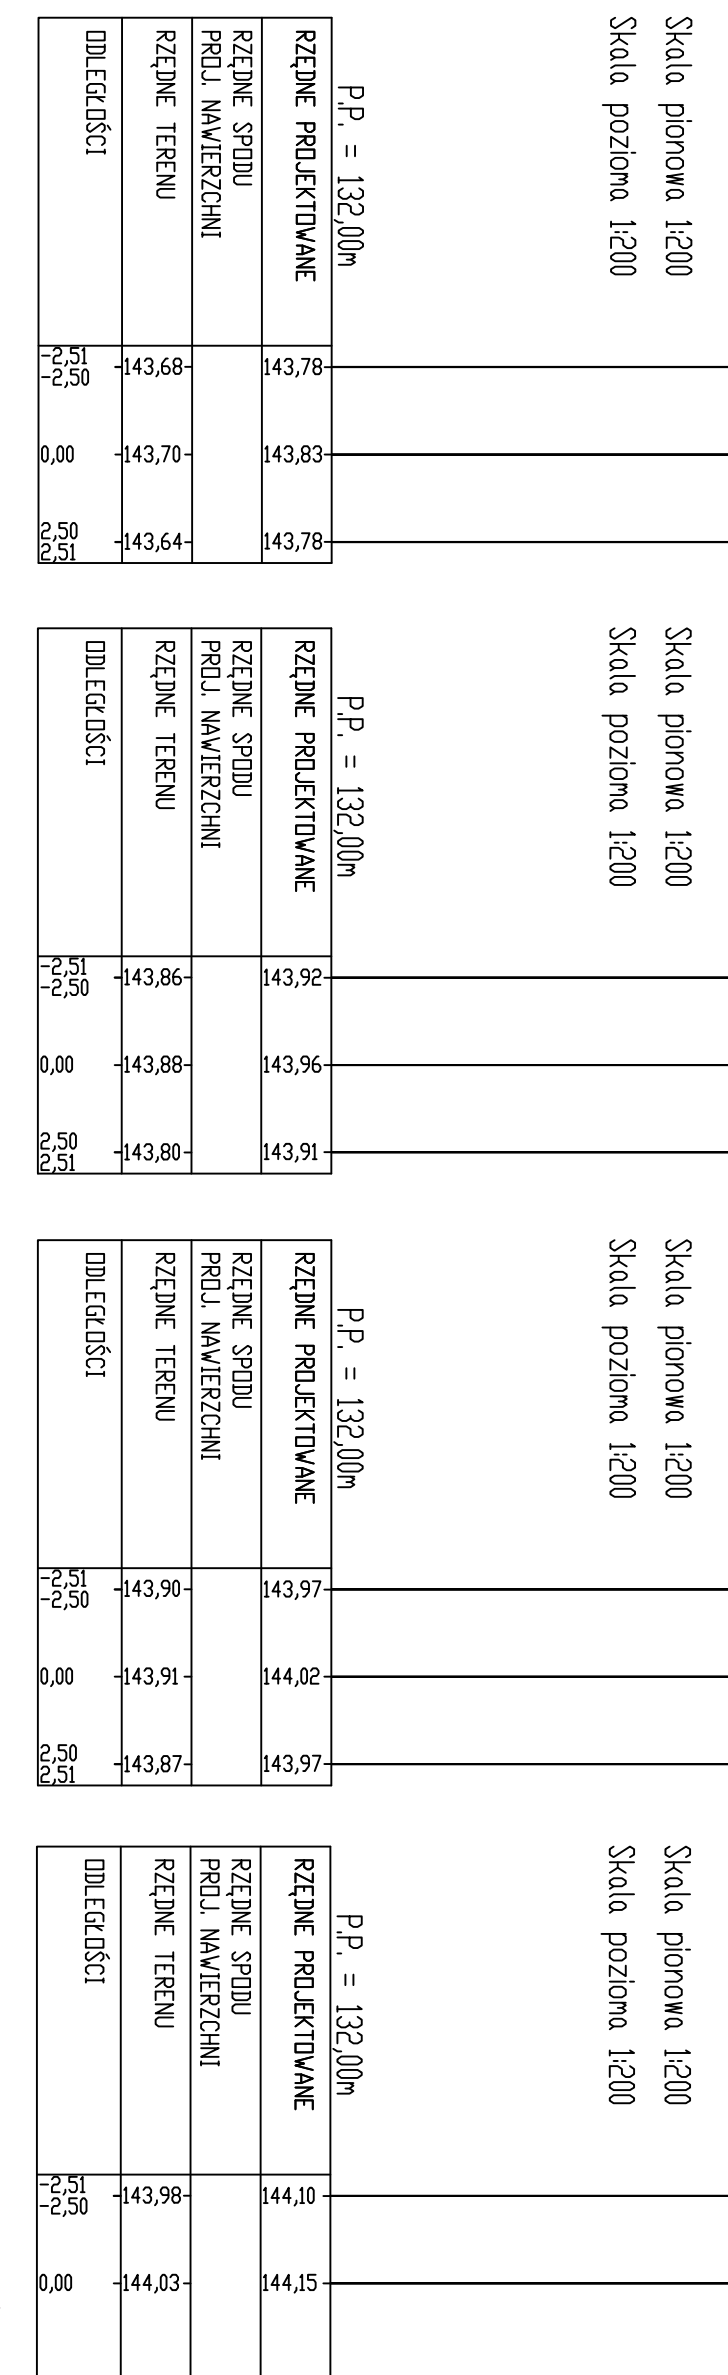 Skala pionowa 1:200
Skala pozioma 1:200
P.P. = 132,00m
RZĘDNE PROJEKTOWANE
143,78
143,83
143,78
RZĘDNE SPODU
PROJ. NAWIERZCHNI
RZĘDNE TERENU
143,68
143,70
143,64
ODLEGŁOŚCI
-2,51
-2,50
0,00
2,50
2,51
Skala pionowa 1:200
Skala pozioma 1:200
P.P. = 132,00m
RZĘDNE PROJEKTOWANE
143,92
143,96
143,91
RZĘDNE SPODU
PROJ. NAWIERZCHNI
RZĘDNE TERENU
143,86
143,88
143,80
ODLEGŁOŚCI
-2,51
-2,50
0,00
2,50
2,51
Skala pionowa 1:200
Skala pozioma 1:200
P.P. = 132,00m
RZĘDNE PROJEKTOWANE
143,97
144,02
143,97
RZĘDNE SPODU
PROJ. NAWIERZCHNI
RZĘDNE TERENU
143,90
143,91
143,87
ODLEGŁOŚCI
-2,51
-2,50
0,00
2,50
2,51
Skala pionowa 1:200
Skala pozioma 1:200
P.P. = 132,00m
RZĘDNE PROJEKTOWANE
144,10
144,15
RZĘDNE SPODU
PROJ. NAWIERZCHNI
RZĘDNE TERENU
143,98
144,03
ODLEGŁOŚCI
-2,51
-2,50
0,00